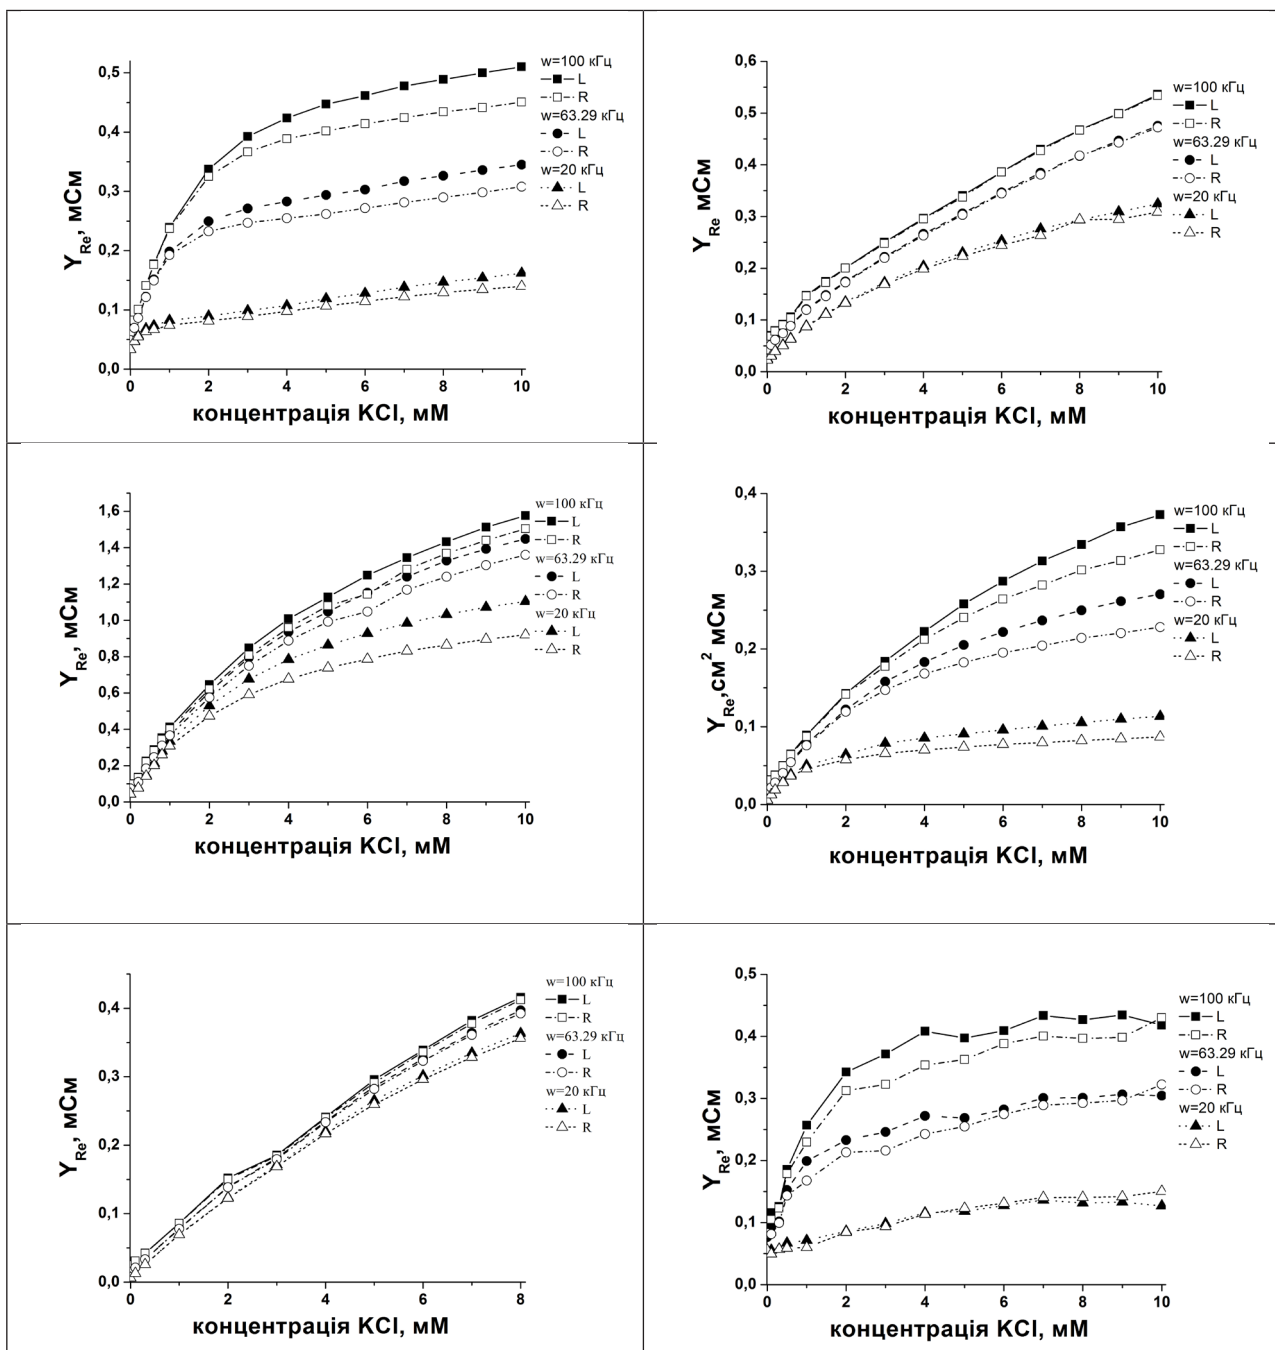 0,5
0,4
0,3
0,2
0,1
0,0
Y_Re, мСм
0 2 4 6 8 10
концентрація KCl, мМ
w=100 кГц
L
R
w=63.29 кГц
L
R
w=20 кГц
L
R
0,6
0,5
0,4
0,3
0,2
0,1
0,0
Y_Re мСм
0 2 4 6 8 10
концентрація KCl, мМ
w=100 кГц
L
R
w=63.29 кГц
L
R
w=20 кГц
L
R
1,6
1,4
1,2
1,0
0,8
0,6
0,4
0,2
0,0
Y_Re, мСм
0 2 4 6 8 10
концентрація KCl, мМ
w=100 кГц
L
R
w=63.29 кГц
L
R
w=20 кГц
L
R
0,4
0,3
0,2
0,1
0,0
Y_Re,см² мСм
0 2 4 6 8 10
концентрація KCl, мМ
w=100 кГц
L
R
w=63.29 кГц
L
R
w=20 кГц
L
R
0,4
0,3
0,2
0,1
0,0
Y_Re, мСм
0 2 4 6 8
концентрація KCl, мМ
w=100 кГц
L
R
w=63.29 кГц
L
R
w=20 кГц
L
R
0,5
0,4
0,3
0,2
0,1
0,0
Y_Re, мСм
0 2 4 6 8 10
концентрація KCl, мМ
w=100 кГц
L
R
w=63.29 кГц
L
R
w=20 кГц
L
R